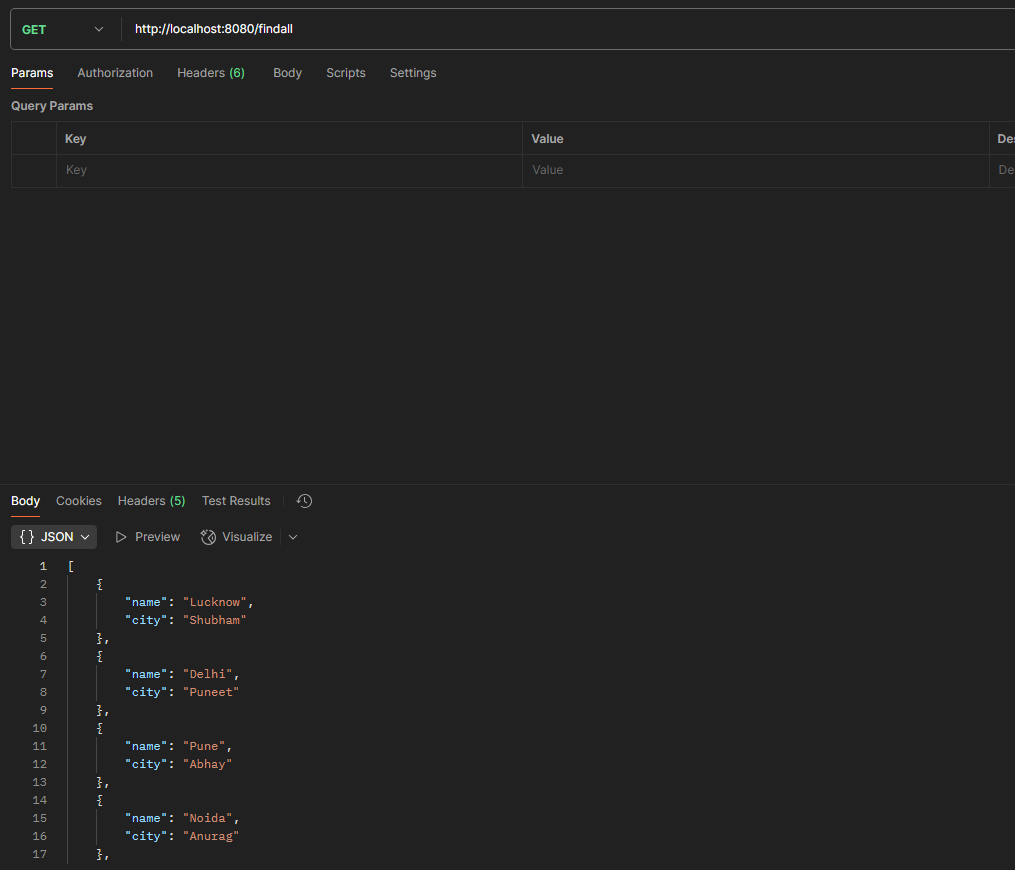 GET http://localhost:8080/findall
Params Authorization Headers (6) Body Scripts Settings
Query Params
Key Value Des
Key Value De
Body Cookies Headers (5) Test Results
{} JSON Preview Visualize
1 [
2 {
3 "name": "Lucknow",
4 "city": "Shubham"
5 },
6 {
7 "name": "Delhi",
8 "city": "Puneet"
9 },
10 {
11 "name": "Pune",
12 "city": "Abhay"
13 },
14 {
15 "name": "Noida",
16 "city": "Anurag"
17 },